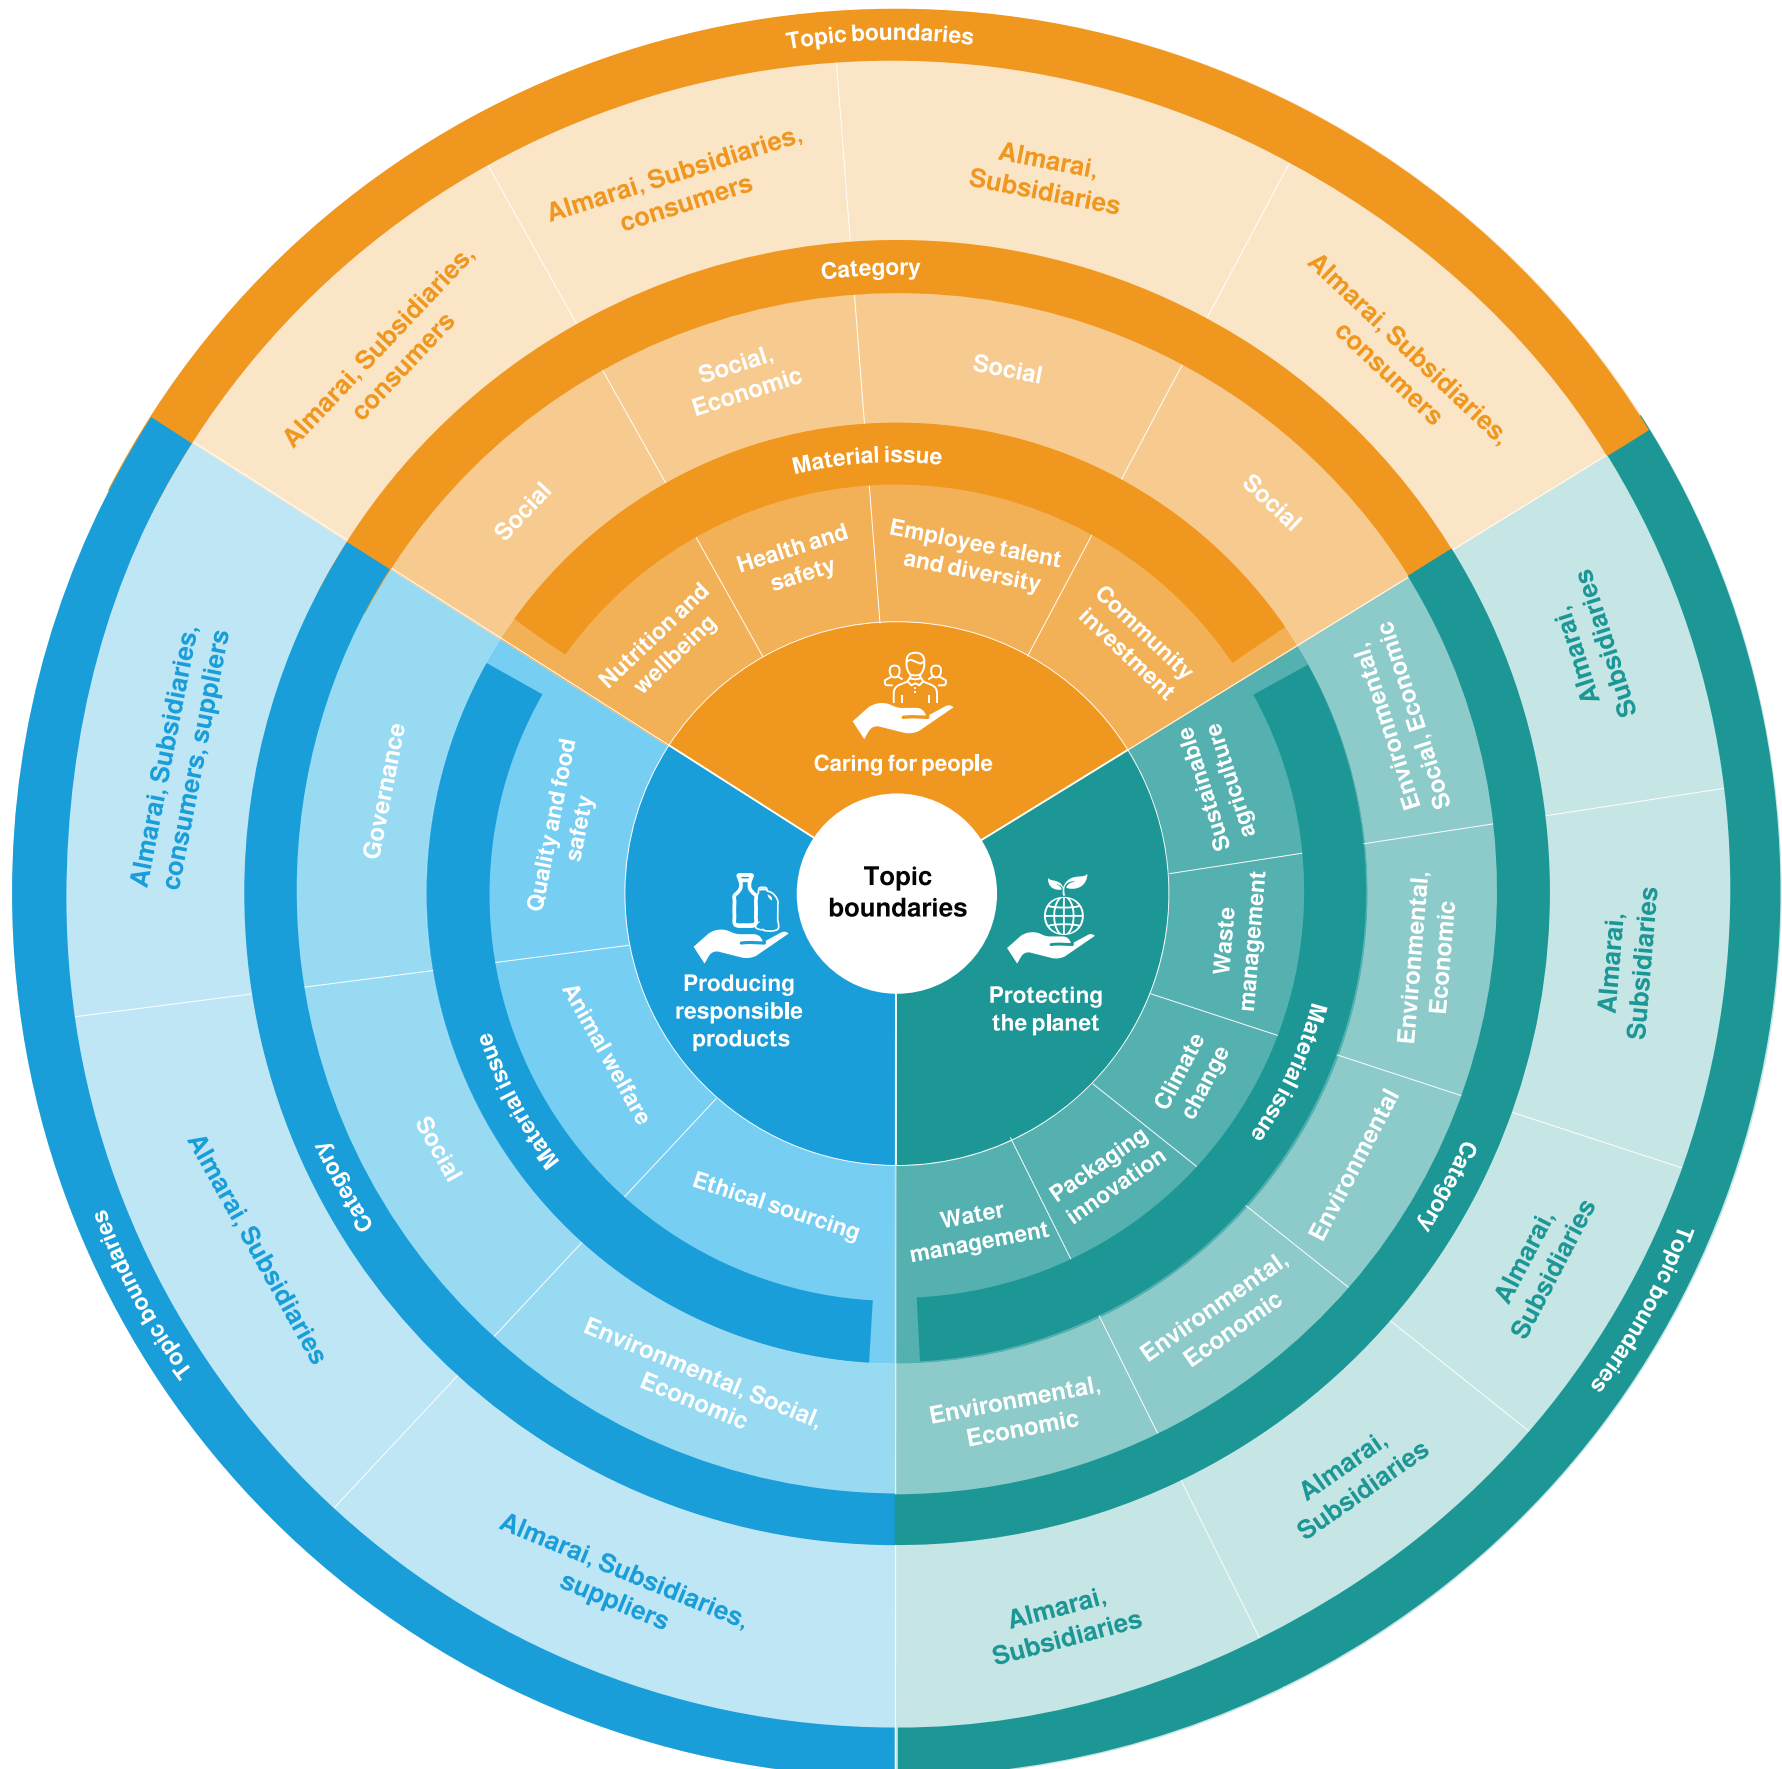 Topic boundaries
Almarai, Subsidiaries,
consumers
Almarai, Subsidiaries,
consumers
Almarai,
Subsidiaries
Almarai, Subsidiaries,
consumers
Category
Social
Social,
Economic
Social
Social
Material issue
Nutrition and
wellbeing
Health and
safety
Employee talent
and diversity
Community
investment
Caring for people
Topic
boundaries
Protecting
the planet
Material issue
Sustainable
agriculture
Waste
management
Climate
change
Packaging
innovation
Water
management
Category
Environmental,
Social, Economic
Environmental,
Economic
Environmental
Environmental,
Economic
Environmental,
Economic
Topic boundaries
Almarai,
Subsidiaries
Almarai,
Subsidiaries
Almarai,
Subsidiaries
Almarai,
Subsidiaries
Almarai,
Subsidiaries
Producing
responsible
products
Material issue
Quality and food
safety
Animal welfare
Ethical sourcing
Category
Governance
Social
Environmental, Social,
Economic
Topic boundaries
Almarai, Subsidiaries,
consumers, suppliers
Almarai, Subsidiaries
Almarai, Subsidiaries,
suppliers